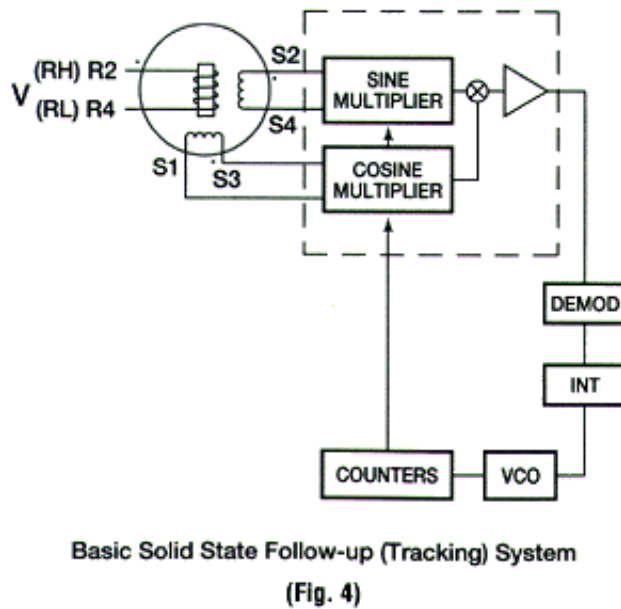 (RH) R2
V
(RL) R4
S2
S4
S1
S3
SINE
MULTIPLIER
COSINE
MULTIPLIER
DEMOD
INT
COUNTERS
VCO
Basic Solid State Follow-up (Tracking) System
(Fig. 4)